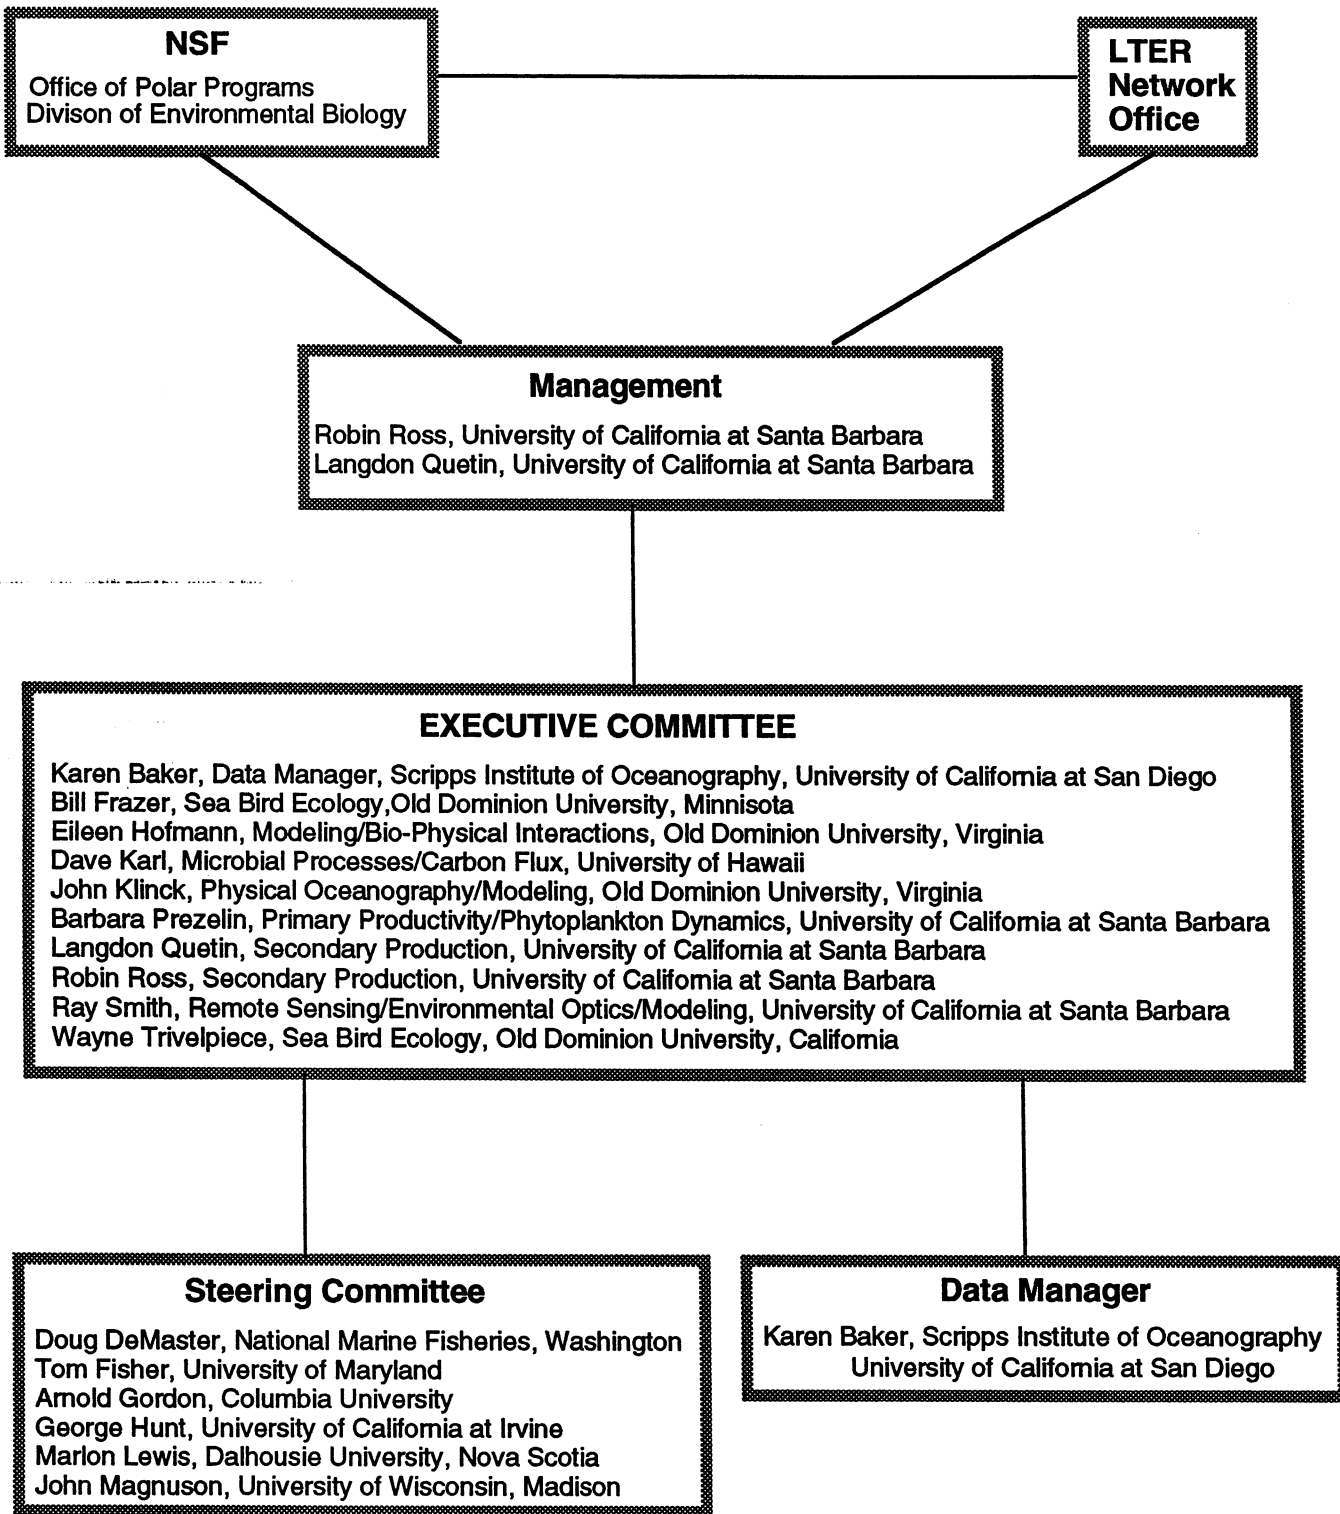 NSF
Office of Polar Programs
Divison of Environmental Biology
LTER
Network
Office
Management
Robin Ross, University of California at Santa Barbara
Langdon Quetin, University of California at Santa Barbara
EXECUTIVE COMMITTEE
Karen Baker, Data Manager, Scripps Institute of Oceanography, University of California at San Diego
Bill Frazer, Sea Bird Ecology,Old Dominion University, Minnisota
Eileen Hofmann, Modeling/Bio-Physical Interactions, Old Dominion University, Virginia
Dave Karl, Microbial Processes/Carbon Flux, University of Hawaii
John Klinck, Physical Oceanography/Modeling, Old Dominion University, Virginia
Barbara Prezelin, Primary Productivity/Phytoplankton Dynamics, University of California at Santa Barbara
Langdon Quetin, Secondary Production, University of California at Santa Barbara
Robin Ross, Secondary Production, University of California at Santa Barbara
Ray Smith, Remote Sensing/Environmental Optics/Modeling, University of California at Santa Barbara
Wayne Trivelpiece, Sea Bird Ecology, Old Dominion University, California
Steering Committee
Doug DeMaster, National Marine Fisheries, Washington
Tom Fisher, University of Maryland
Arnold Gordon, Columbia University
George Hunt, University of California at Irvine
Marlon Lewis, Dalhousie University, Nova Scotia
John Magnuson, University of Wisconsin, Madison
Data Manager
Karen Baker, Scripps Institute of Oceanography
University of California at San Diego